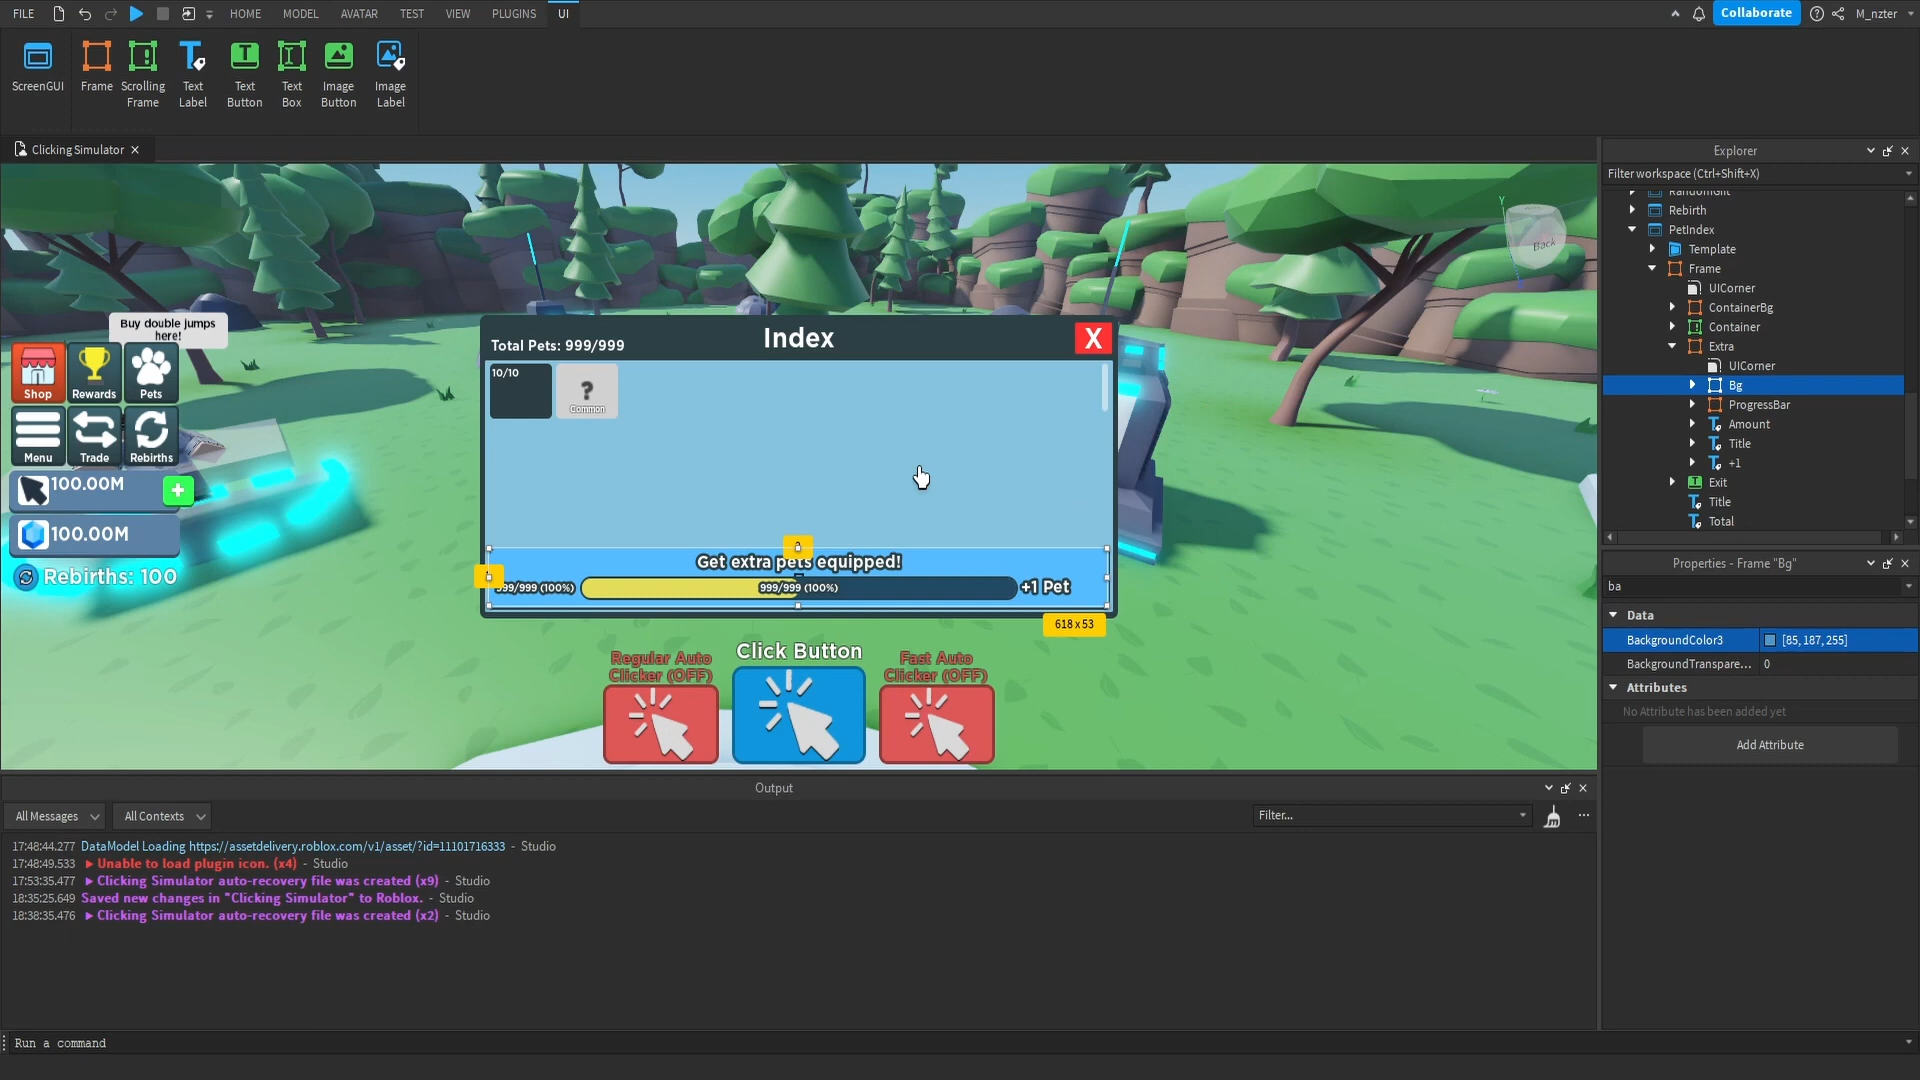 FILE
HOME
MODEL
AVATAR
TEST
VIEW
PLUGINS
UI
Collaborate
M_nzter
ScreenGUI
Frame
Scrolling
Frame
Text
Label
Text
Button
Text
Box
Image
Button
Image
Label
Clicking Simulator
Buy double jumps
here!
Shop
Rewards
Pets
Menu
Trade
Rebirths
100.00M
+
100.00M
Rebirths: 100
Total Pets: 999/999
Index
X
10/10
?
Common
Get extra pets equipped!
999/999 (100%)
999/999 (100%)
+1 Pet
618 x 53
Regular Auto
Clicker (OFF)
Click Button
Fast Auto
Clicker (OFF)
Y
Back
Explorer
Filter workspace (Ctrl+Shift+X)
RandomGift
Rebirth
PetIndex
Template
Frame
UICorner
ContainerBg
Container
Extra
UICorner
Bg
ProgressBar
Amount
Title
+1
Exit
Title
Total
Properties - Frame "Bg"
ba
Data
BackgroundColor3
[85, 187, 255]
BackgroundTranspare...
0
Attributes
No Attribute has been added yet
Add Attribute
Output
All Messages
All Contexts
Filter...
17:48:44.277 DataModel Loading https://assetdelivery.roblox.com/v1/asset/?id=11101716333 - Studio
17:48:49.533 Unable to load plugin icon. (x4) - Studio
17:53:35.477 Clicking Simulator auto-recovery file was created (x9) - Studio
18:35:25.649 Saved new changes in "Clicking Simulator" to Roblox. - Studio
18:38:35.476 Clicking Simulator auto-recovery file was created (x2) - Studio
Run a command